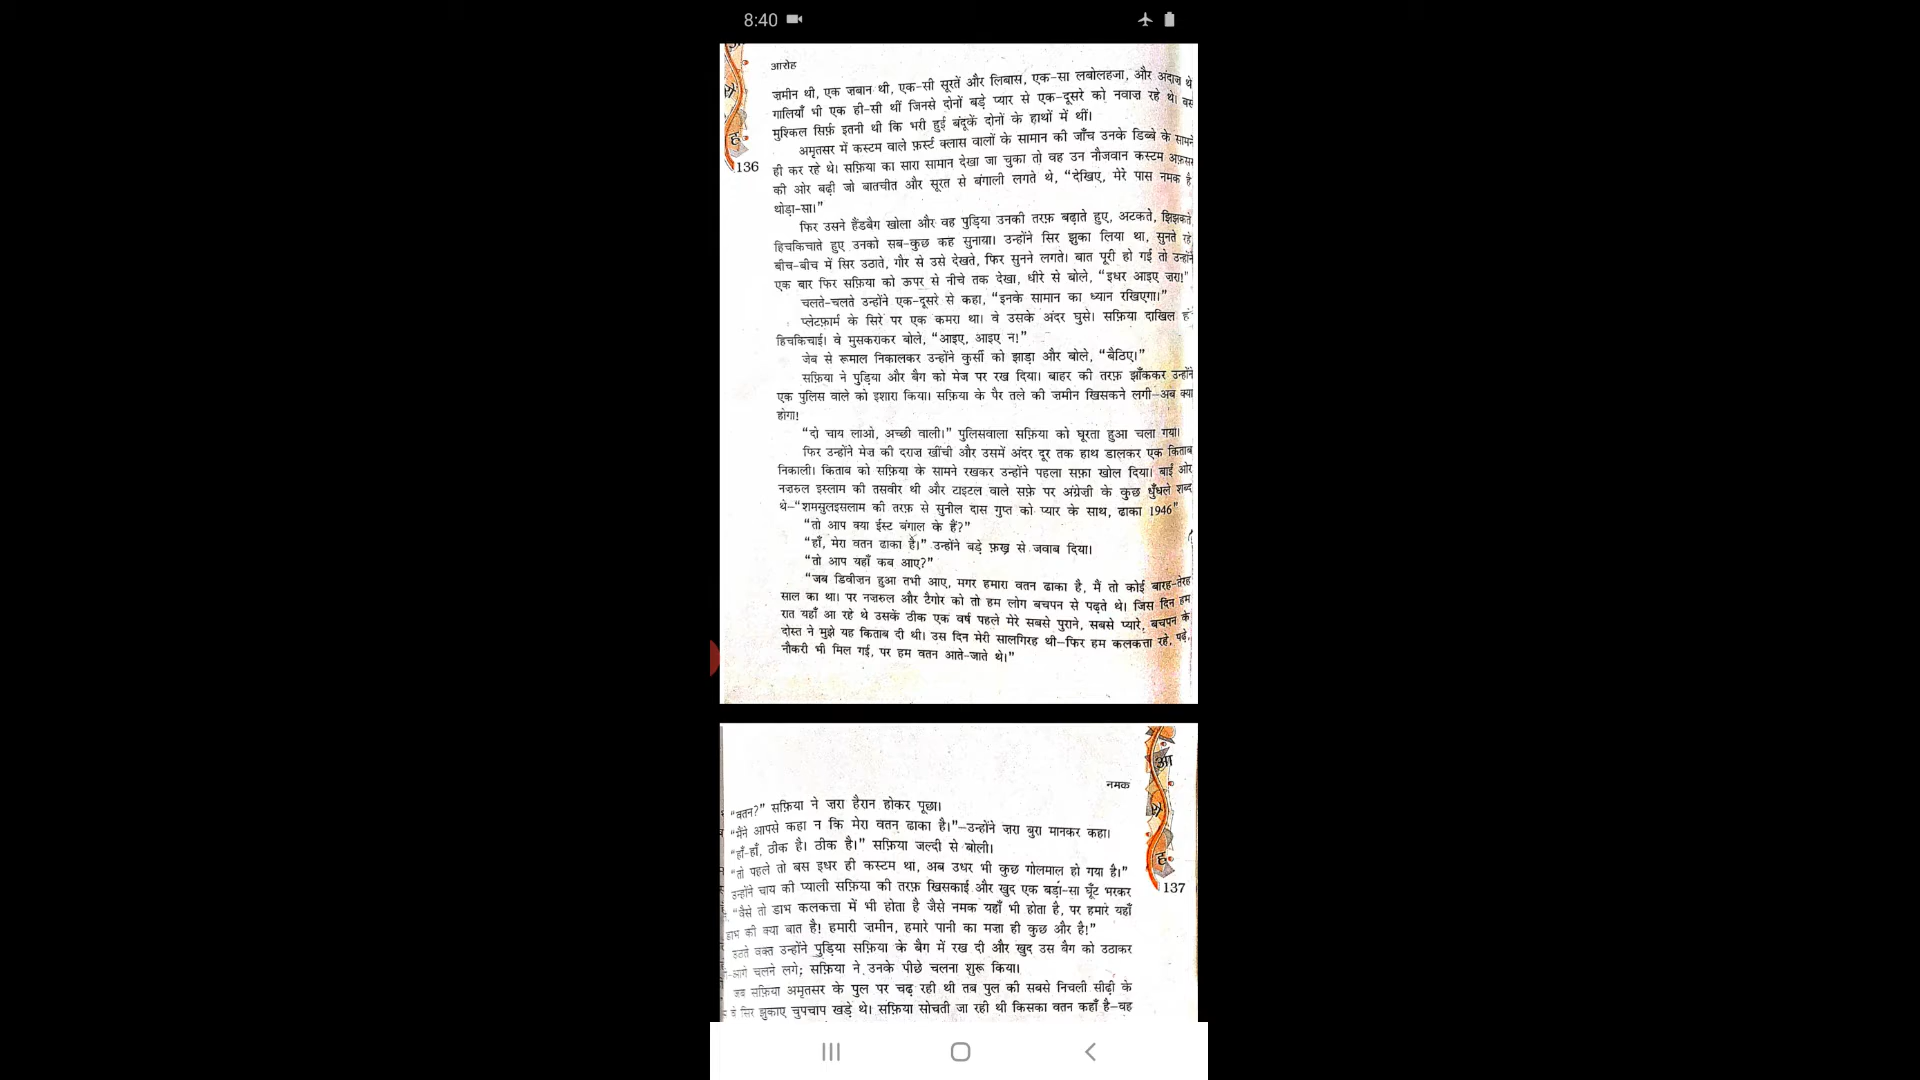 8:40
आरोह
ज़मीन थी, एक ज़बान थी, एक-सी सूरतें और लिबास, एक-सा लबोलहजा, और अंदाज़ थे
गालियाँ भी एक ही-सी थीं जिनसे दोनों बड़े प्यार से एक-दूसरे को नवाज़ रहे थे। बस
मुश्किल सिर्फ़ इतनी थी कि भरी हुई बंदूकें दोनों के हाथों में थीं।
अमृतसर में कस्टम वाले फ़र्स्ट क्लास वालों के सामान की जाँच उनके डिब्बे के सामने
ही कर रहे थे। सफ़िया का सारा सामान देखा जा चुका तो वह उन नौजवान कस्टम अफ़सर
की ओर बढ़ी जो बातचीत और सूरत से बंगाली लगते थे, “देखिए, मेरे पास नमक है
थोड़ा-सा।”
136
फिर उसने हैंडबैग खोला और वह पुड़िया उनकी तरफ़ बढ़ाते हुए, अटकते, झिझकते
हिचकिचाते हुए उनको सब-कुछ कह सुनाया। उन्होंने सिर झुका लिया था, सुनते रहे
बीच-बीच में सिर उठाते, गौर से उसे देखते, फिर सुनने लगते। बात पूरी हो गई तो उन्होंने
एक बार फिर सफ़िया को ऊपर से नीचे तक देखा, धीरे से बोले, “इधर आइए ज़रा!”
चलते-चलते उन्होंने एक-दूसरे से कहा, “इनके सामान का ध्यान रखिएगा।”
प्लेटफ़ार्म के सिरे पर एक कमरा था। वे उसके अंदर घुसे। सफ़िया दाखिल
हिचकिचाई। वे मुसकराकर बोले, “आइए, आइए न!”
जेब से रूमाल निकालकर उन्होंने कुर्सी को झाड़ा और बोले, “बैठिए।”
सफ़िया ने पुड़िया और बैग को मेज पर रख दिया। बाहर की तरफ़ झाँककर उन्होंने
एक पुलिस वाले को इशारा किया। सफ़िया के पैर तले की ज़मीन खिसकने लगी—अब क्या
होगा!
“दो चाय लाओ, अच्छी वाली।” पुलिसवाला सफ़िया को घूरता हुआ चला गया।
फिर उन्होंने मेज़ की दराज़ खींची और उसमें अंदर दूर तक हाथ डालकर एक किताब
निकाली। किताब को सफ़िया के सामने रखकर उन्होंने पहला सफ़ा खोल दिया। बाईं ओर
नज़रुल इस्लाम की तसवीर थी और टाइटल वाले सफ़े पर अंग्रेज़ी के कुछ धुँधले शब्द
थे—“शमसुलइसलाम की तरफ़ से सुनील दास गुप्त को प्यार के साथ, ढाका 1946”
“तो आप क्या ईस्ट बंगाल के हैं?”
“हाँ, मेरा वतन ढाका है।” उन्होंने बड़े फ़ख्र से जवाब दिया।
“तो आप यहाँ कब आए?”
“जब डिवीज़न हुआ तभी आए, मगर हमारा वतन ढाका है, मैं तो कोई बारह-तेरह
साल का था। पर नज़रुल और टैगोर को तो हम लोग बचपन से पढ़ते थे। जिस दिन हम
रात यहाँ आ रहे थे उसके ठीक एक वर्ष पहले मेरे सबसे पुराने, सबसे प्यारे, बचपन के
दोस्त ने मुझे यह किताब दी थी। उस दिन मेरी सालगिरह थी—फिर हम कलकत्ता रहे, पढ़े,
नौकरी भी मिल गई, पर हम वतन आते-जाते थे।”
नमक
“वतन?” सफ़िया ने ज़रा हैरान होकर पूछा।
“मैंने आपसे कहा न कि मेरा वतन ढाका है।”—उन्होंने ज़रा बुरा मानकर कहा।
“हाँ-हाँ, ठीक है। ठीक है।” सफ़िया जल्दी से बोली।
“तो पहले तो बस इधर ही कस्टम था, अब उधर भी कुछ गोलमाल हो गया है।”
उन्होंने चाय की प्याली सफ़िया की तरफ़ खिसकाई और खुद एक बड़ा-सा घूँट भरकर
“वैसे तो डाभ कलकत्ता में भी होता है जैसे नमक यहाँ भी होता है, पर हमारे यहाँ
डाभ की क्या बात है! हमारी ज़मीन, हमारे पानी का मज़ा ही कुछ और है!”
137
उठते वक्त उन्होंने पुड़िया सफ़िया के बैग में रख दी और खुद उस बैग को उठाकर
आगे चलने लगे; सफ़िया ने उनके पीछे चलना शुरू किया।
जब सफ़िया अमृतसर के पुल पर चढ़ रही थी तब पुल की सबसे निचली सीढ़ी के
सिर झुकाए चुपचाप खड़े थे। सफ़िया सोचती जा रही थी किसका वतन कहाँ है—वह